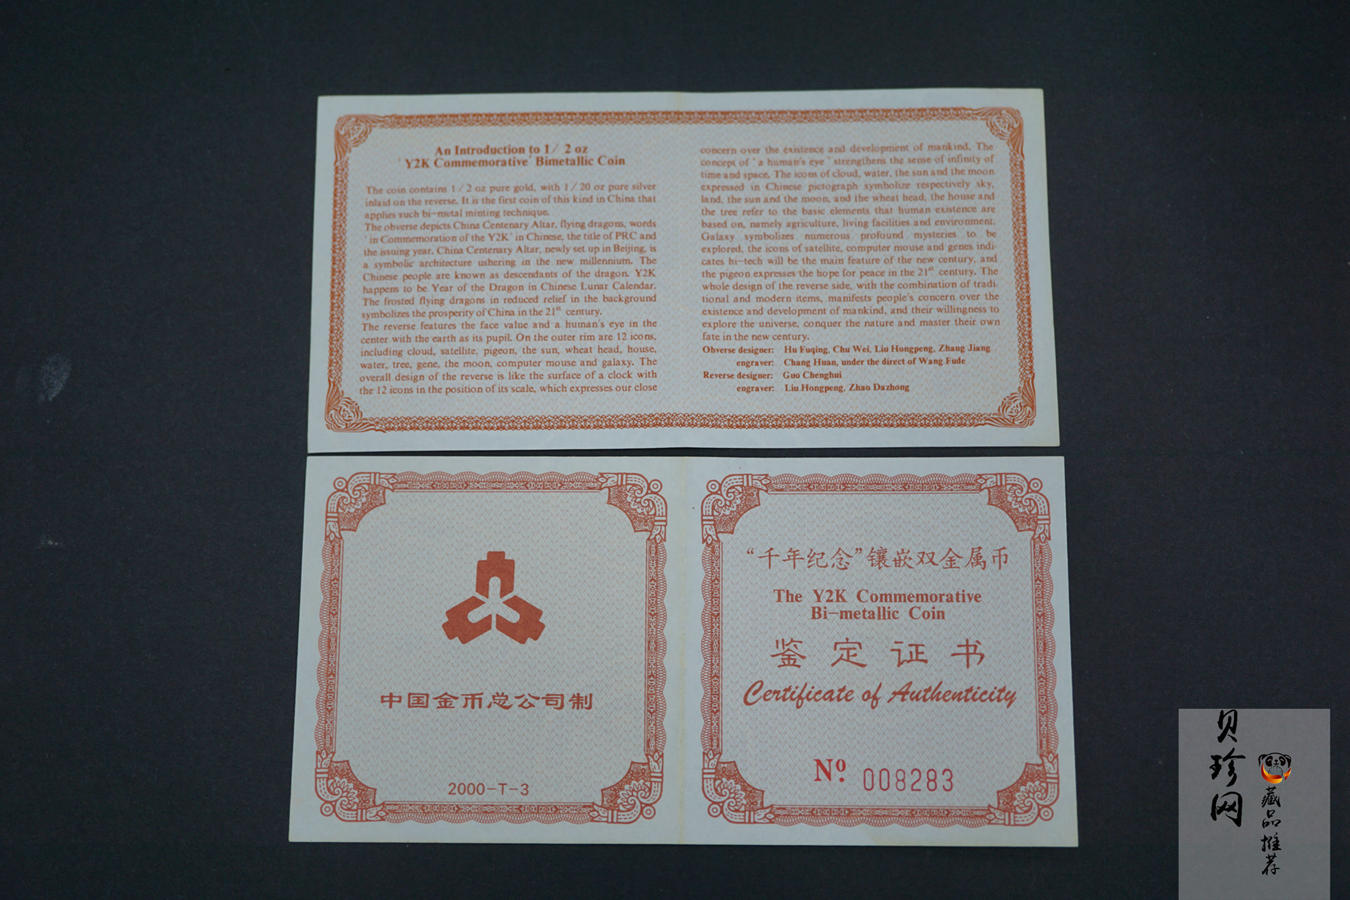 An Introduction to 1/2 oz
'Y2K Commemorative' Bimetallic Coin
The coin contains 1/2 oz pure gold, with 1/20 oz pure silver
inlaid on the reverse. It is the first coin of this kind in China that
applies such bi-metal minting technique.
The obverse depicts China Centenary Altar, flying dragons, words
'in Commemoration of the Y2K' in Chinese, the title of PRC and
the issuing year. China Centenary Altar, newly set up in Beijing, is
a symbolic architecture ushering in the new millennium. The
Chinese people are known as descendants of the dragon. Y2K
happens to be Year of the Dragon in Chinese Lunar Calendar.
The frosted flying dragons in reduced relief in the background
symbolizes the prosperity of China in the 21st century.
The reverse features the face value and a human's eye in the
center with the earth as its pupil. On the outer rim are 12 icons,
including cloud, satellite, pigeon, the sun, wheat head, house,
water, tree, gene, the moon, computer mouse and galaxy. The
overall design of the reverse is like the surface of a clock with
the 12 icons in the position of its scale, which expresses our close
concern over the existence and development of mankind. The
concept of 'a human's eye' strengthens the sense of infinity of
time and space. The icons of cloud, water, the sun and the moon
expressed in Chinese pictograph symbolize respectively sky,
land, the sun and the moon, and the wheat head, the house and
the tree refer to the basic elements that human existence are
based on, namely agriculture, living facilities and environment.
Galaxy symbolizes numerous profound mysteries to be
explored, the icons of satellite, computer mouse and genes indi-
cates hi-tech will be the main feature of the new century, and
the pigeon expresses the hope for peace in the 21st century. The
whole design of the reverse side, with the combination of tradi-
tional and modern items, manifests people's concern over the
existence and development of mankind, and their willingness to
explore the universe, conquer the nature and master their own
fate in the new century.
Obverse designer: Hu Fuqing, Chu Wei, Liu Hongpeng, Zhang Jiang
engraver: Chang Huan, under the direct of Wang Fude
Reverse designer: Guo Chenghui
engraver: Liu Hongpeng, Zhao Dazhong
中国金币总公司制
2000-T-3
“千年纪念”镶嵌双金属币
The Y2K Commemorative
Bi-metallic Coin
鉴定证书
Certificate of Authenticity
Nº. 008283
贝珍网
藏品推荐